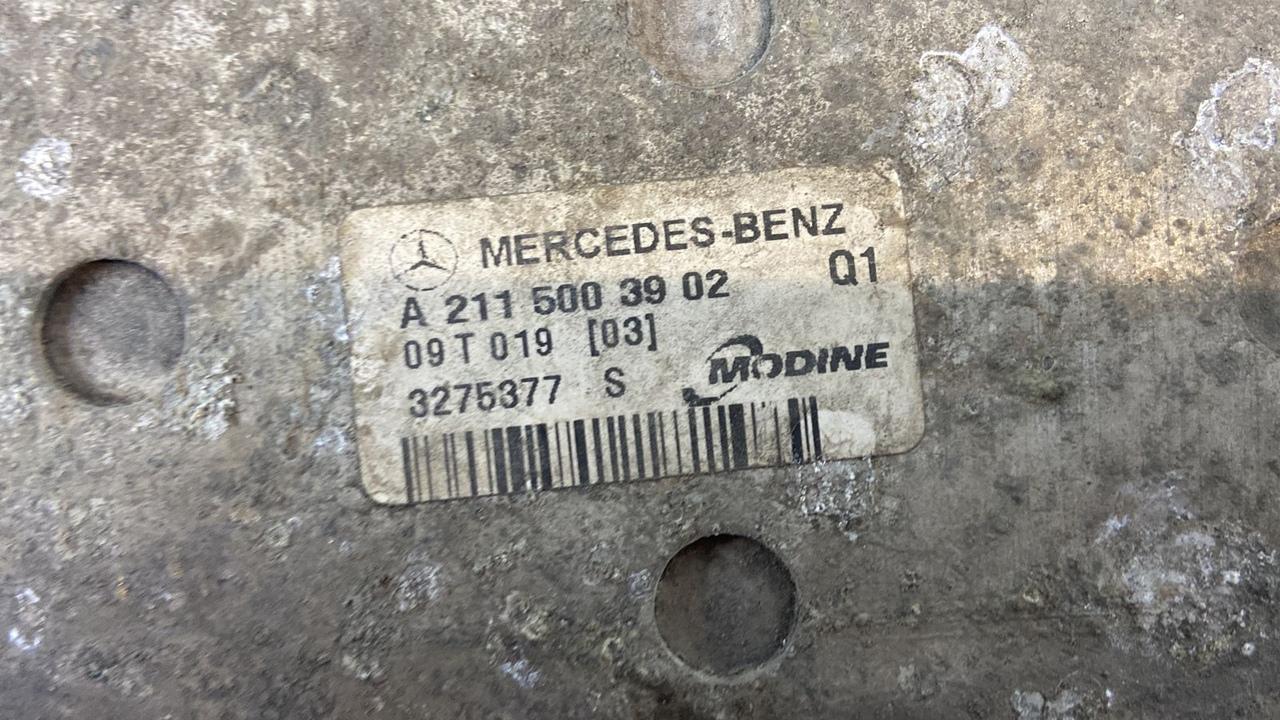 MERCEDES-BENZ
A 211 500 39 02 Q1
09 T 019 [03]
3275377 S MODINE